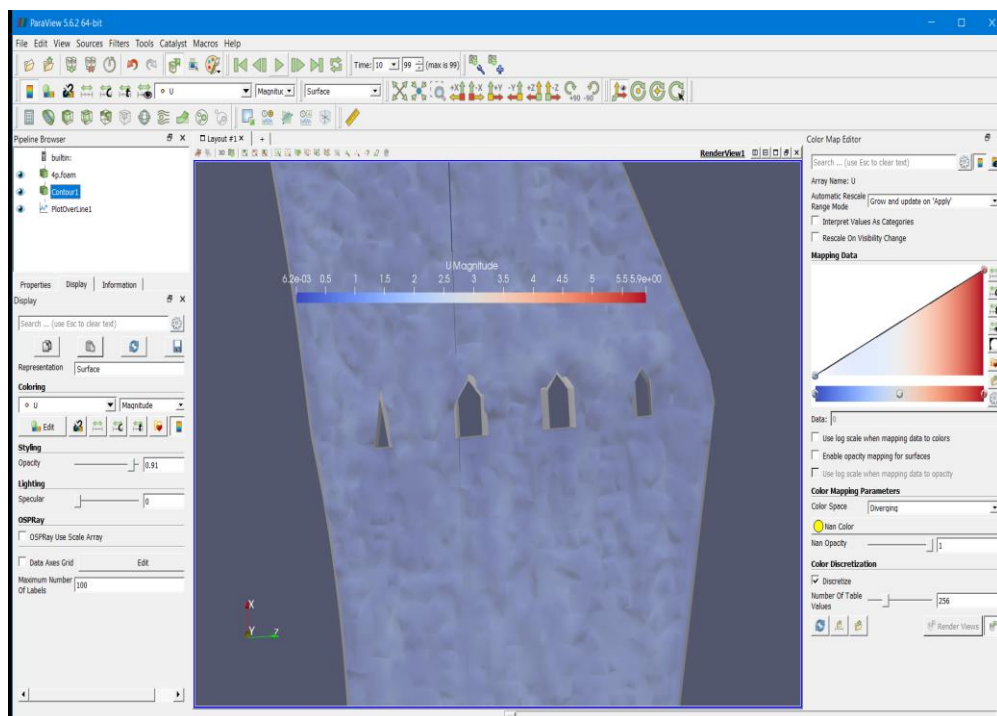 ParaView 5.6.2 64-bit
File Edit View Sources Filters Tools Catalyst Macros Help
Time: 10 99 (max is 99)
U Magnitud Surface +X -X +Y -Y +Z -Z +90 -90
Pipeline Browser
builtin:
4p.foam
Contour1
PlotOverLine1
Properties Display Information
Display
Search ... (use Esc to clear text)
Representation Surface
Coloring
U Magnitude
Edit
Styling
Opacity 0.91
Lighting
Specular 0
OSPRay
OSPRay Use Scale Array
Data Axes Grid Edit
Maximum Number Of Labels 100
Layout #1 +
3D RenderView1
U Magnitude
6.2e-03 0.5 1 1.5 2 2.5 3 3.5 4 4.5 5 5.5 5.9e+00
X
Y Z
Color Map Editor
Search ... (use Esc to clear text)
Array Name: U
Automatic Rescale Range Mode Grow and update on 'Apply'
Interpret Values As Categories
Rescale On Visibility Change
Mapping Data
Data: 0
Use log scale when mapping data to colors
Enable opacity mapping for surfaces
Use log scale when mapping data to opacity
Color Mapping Parameters
Color Space Diverging
Nan Color
Nan Opacity 1
Color Discretization
Discretize
Number Of Table Values 256
Render Views